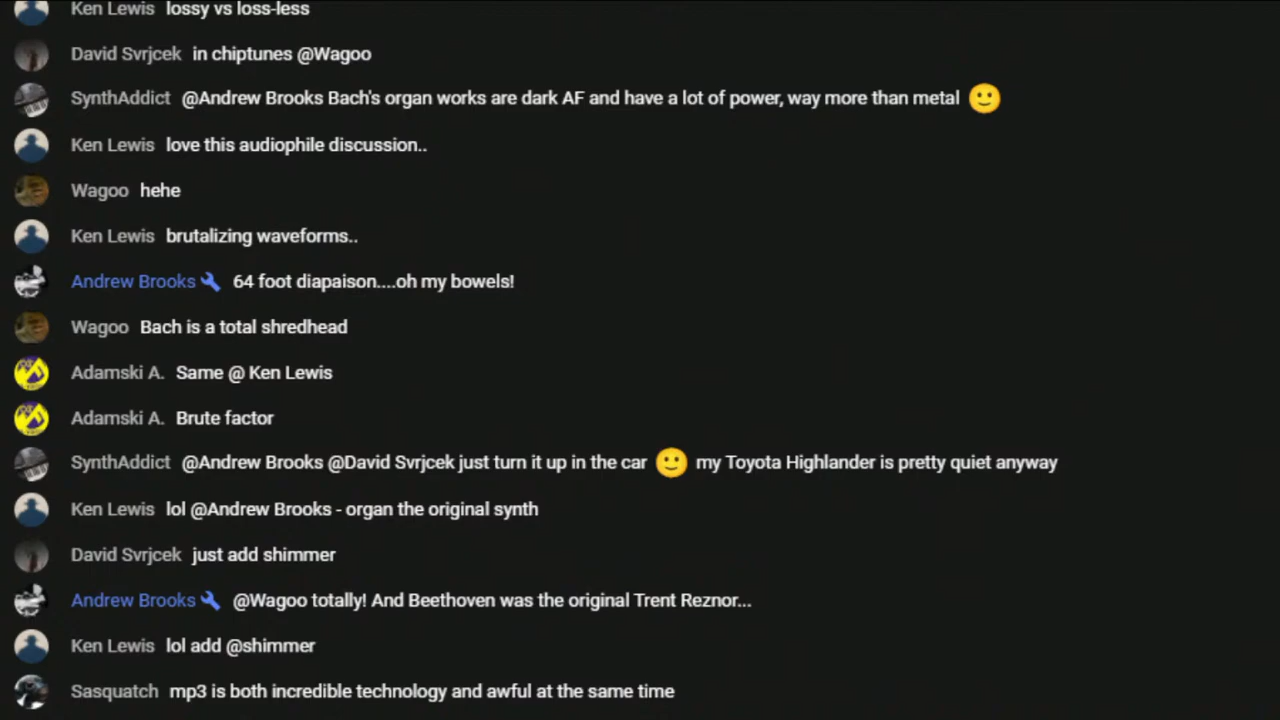 Ken Lewis lossy vs loss-less
David Svrjcek in chiptunes @Wagoo
SynthAddict @Andrew Brooks Bach's organ works are dark AF and have a lot of power, way more than metal 🙂
Ken Lewis love this audiophile discussion..
Wagoo hehe
Ken Lewis brutalizing waveforms..
Andrew Brooks 64 foot diapaison....oh my bowels!
Wagoo Bach is a total shredhead
Adamski A. Same @ Ken Lewis
Adamski A. Brute factor
SynthAddict @Andrew Brooks @David Svrjcek just turn it up in the car 🙂 my Toyota Highlander is pretty quiet anyway
Ken Lewis lol @Andrew Brooks - organ the original synth
David Svrjcek just add shimmer
Andrew Brooks @Wagoo totally! And Beethoven was the original Trent Reznor...
Ken Lewis lol add @shimmer
Sasquatch mp3 is both incredible technology and awful at the same time